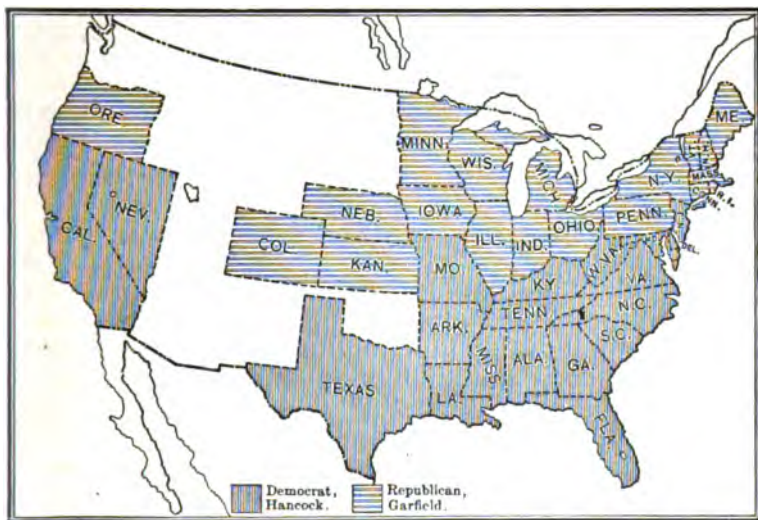 ORE.
NEV.
CAL.
COL.
NEB.
KAN.
MINN.
WIS.
IOWA
ILL.
MICH.
IND.
OHIO.
MO
ARK.
LA.
TEXAS
KY
TENN
MISS
ALA.
GA.
FLA.
S.C.
N.C.
VA.
W.VA.
PENN.
N.Y.
ME.
N.H.
MASS.
R.I.
DEL.
Democrat,
Hancock.
Republican,
Garfield.